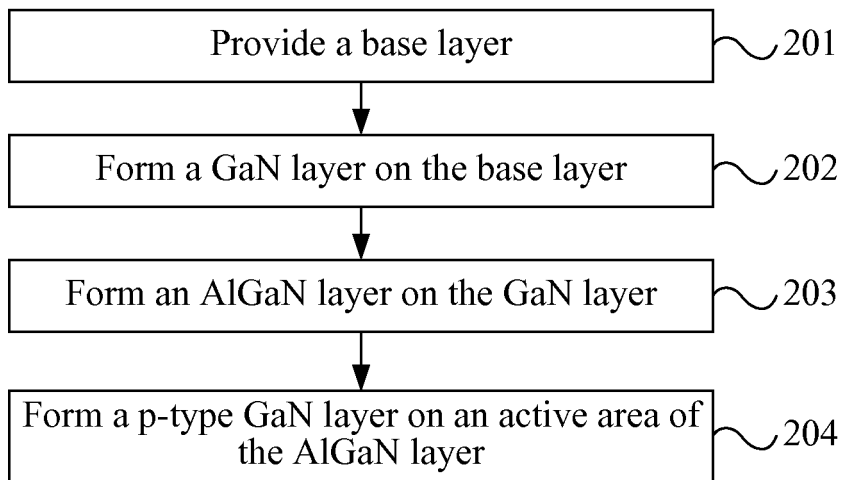 Provide a base layer 201
Form a GaN layer on the base layer 202
Form an AlGaN layer on the GaN layer 203
Form a p-type GaN layer on an active area of
the AlGaN layer 204